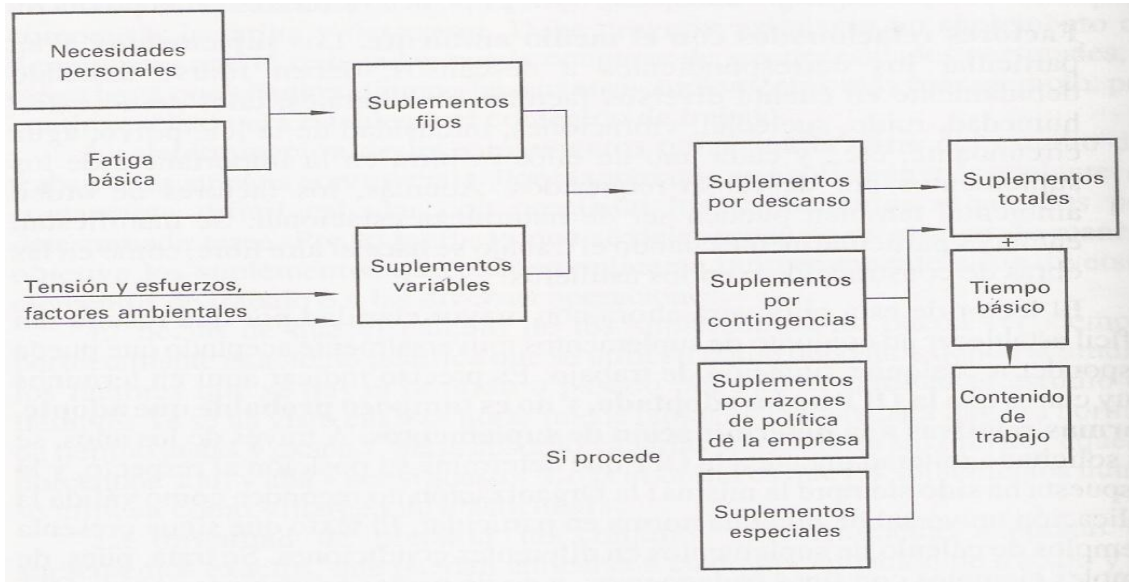 Necesidades
personales
Fatiga
básica
Tensión y esfuerzos,
factores ambientales
Suplementos
fijos
Suplementos
variables
Suplementos
por descanso
Suplementos
por
contingencias
Suplementos
por razones
de política
de la empresa
Si procede
Suplementos
especiales
Suplementos
totales
+
Tiempo
básico
Contenido
de
trabajo